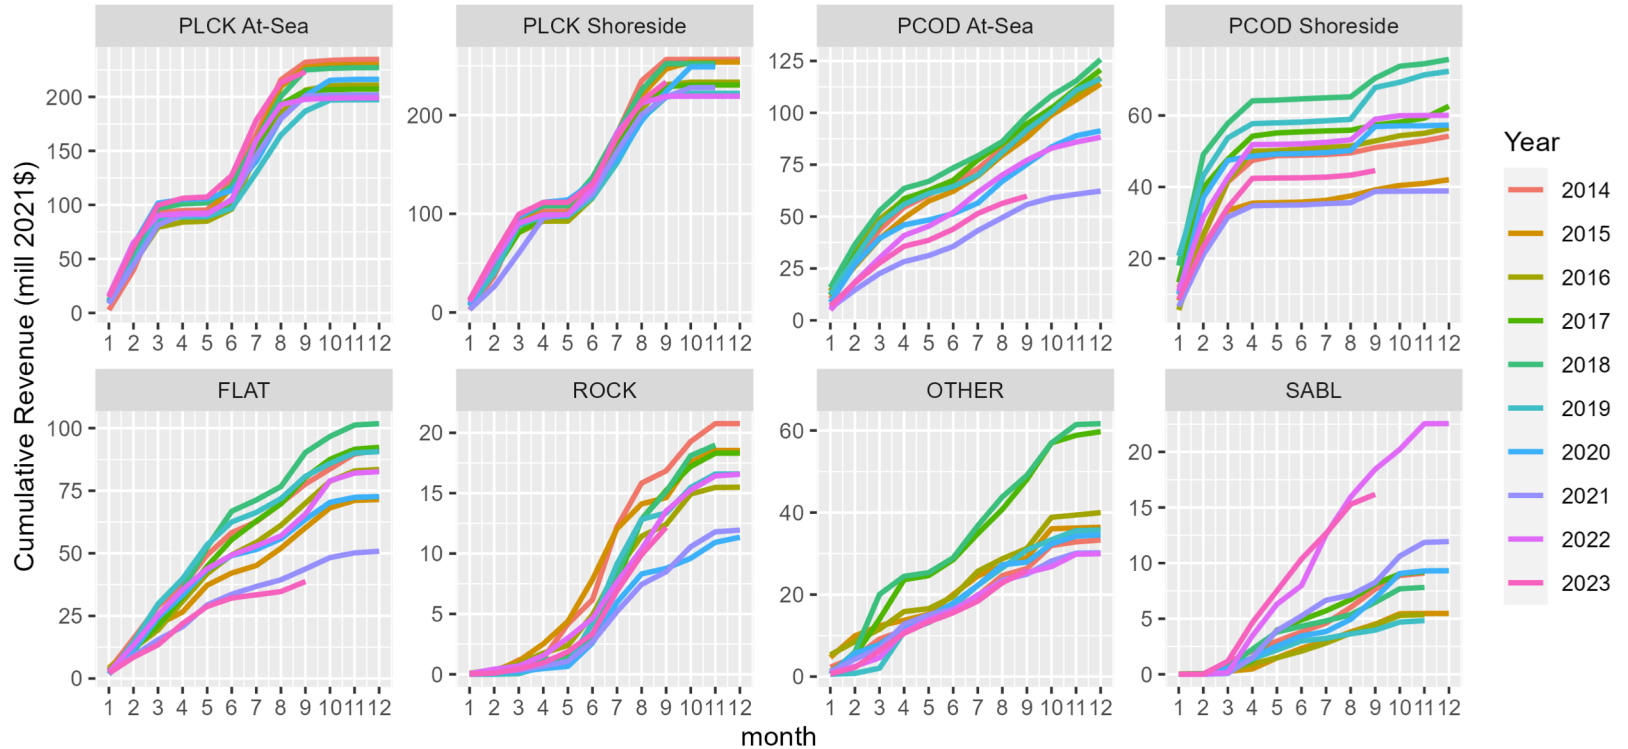 PLCK At-Sea
PLCK Shoreside
PCOD At-Sea
PCOD Shoreside
200
150
100
50
0
200
100
0
125
100
75
50
25
0
60
40
20
1 2 3 4 5 6 7 8 9 10 11 12
1 2 3 4 5 6 7 8 9 10 11 12
1 2 3 4 5 6 7 8 9 10 11 12
1 2 3 4 5 6 7 8 9 10 11 12
FLAT
ROCK
OTHER
SABL
100
75
50
25
0
20
15
10
5
0
60
40
20
0
20
15
10
5
0
1 2 3 4 5 6 7 8 9 10 11 12
1 2 3 4 5 6 7 8 9 10 11 12
1 2 3 4 5 6 7 8 9 10 11 12
1 2 3 4 5 6 7 8 9 10 11 12
Cumulative Revenue (mill 2021$)
month
Year
2014
2015
2016
2017
2018
2019
2020
2021
2022
2023